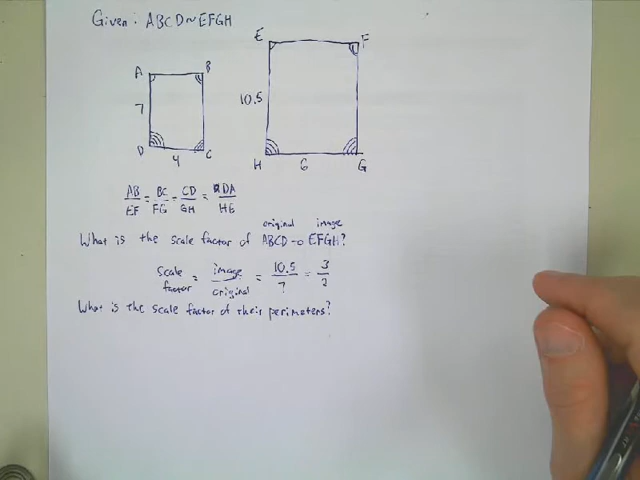 Given: ABCD~EFGH
E F
A B
7 10.5
D 4 C
H 6 G
AB/EF = BC/FG = CD/GH = DA/HE
original image
What is the scale factor of ABCD → EFGH?
scale factor = image/original = 10.5/7 = 3/2
What is the scale factor of their perimeters?